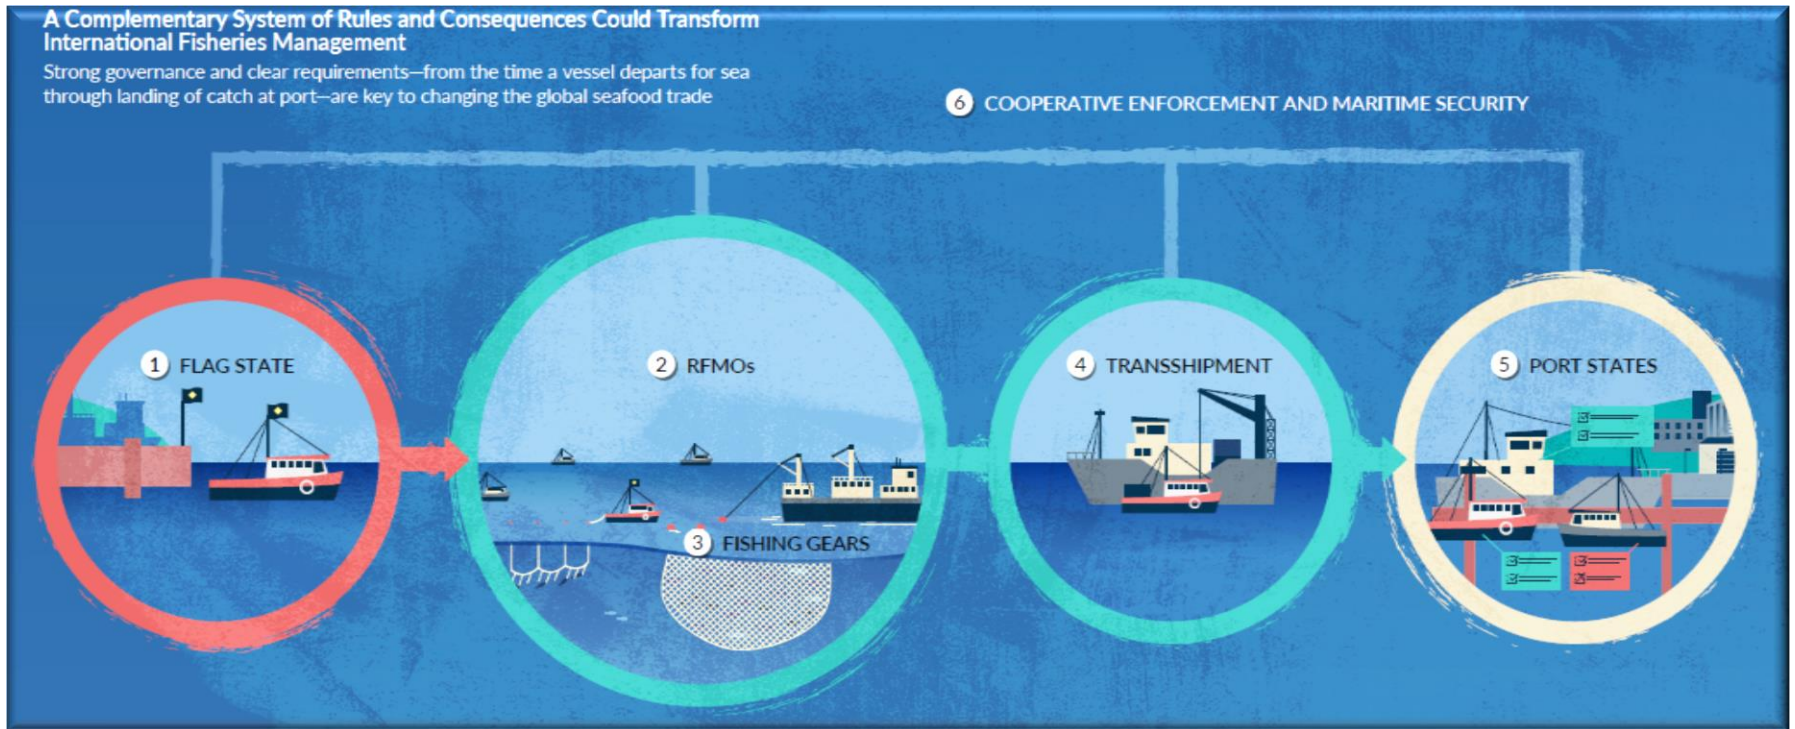 A Complementary System of Rules and Consequences Could Transform
International Fisheries Management
Strong governance and clear requirements—from the time a vessel departs for sea
through landing of catch at port—are key to changing the global seafood trade
6 COOPERATIVE ENFORCEMENT AND MARITIME SECURITY
1 FLAG STATE
2 RFMOs
3 FISHING GEARS
4 TRANSSHIPMENT
5 PORT STATES